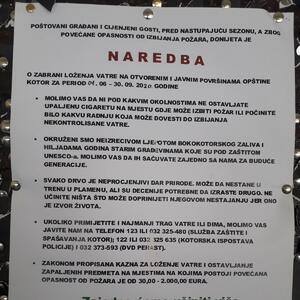 POŠTOVANI GRAĐANI I CIJENJENI GOSTI, PRED NASTUPAJUĆU SEZONU, A ZBOG
POVEĆANE OPASNOSTI OD IZBIJANJA POŽARA, DONIJETA JE
NAREDBA
O ZABRANI LOŽENJA VATRE NA OTVORENIM I JAVNIM POVRŠINAMA OPŠTINE
KOTOR ZA PERIOD 01. 06 - 30. 09. 2020 GODINE
• MOLIMO VAS DA NI POD KAKVIM OKOLNOSTIMA NE OSTAVLJATE
UPALJENU CIGARETU NA MJESTU GDJE MOŽE IZBITI POŽAR ILI POČINITE
BILO KAKVU RADNJU KOJA MOŽE DOVESTI DO IZBIJANJA
NEKONTROLISANE VATRE.
• OKRUŽENI SMO NEIZRECIVOM LJEPOTOM BOKOKOTORSKOG ZALIVA I
HILJADAMA GODINA STARIM GRAĐEVINAMA KOJE SU POD ZAŠTITOM
UNESCO-a. MOLIMO VAS DA IH SAČUVATE ZAJEDNO SA NAMA ZA BUDUĆE
GENERACIJE.
• SVAKO DRVO JE NEPROCJENJIV DAR PRIRODE. MOŽE DA NESTANE U
TRENU U PLAMENU, ALI SU DECENIJE POTREBNE DA IZRASTE DRUGO. NE
UČINITE NIŠTA ŠTO MOŽE DOPRINIJETI NJEGOVOM NESTAJANJU JER ONO
JE IZVOR ŽIVOTA.
• UKOLIKO PRIMIJETITE I NAJMANJI TRAG VATRE ILI DIMA, MOLIMO VAS
JAVITE NAM NA TELEFON 123 ILI 032 325-480 (SLUŽBA ZAŠTITE I
SPAŠAVANJA KOTOR); 122 ILI 032 325 635 (KOTORSKA ISPOSTAVA
POLICIJE) I 032 373-593 (DVD PERAST).
• ZAKONOM PROPISANA KAZNA ZA LOŽENJE VATRE I OSTAVLJANJE
ZAPALJENIH PREDMETA NA MJESTIMA NA KOJIMA POSTOJI POVEĆANA
OPASNOST OD POŽARA JE OD 30,00 - 2.000,00 EURA.